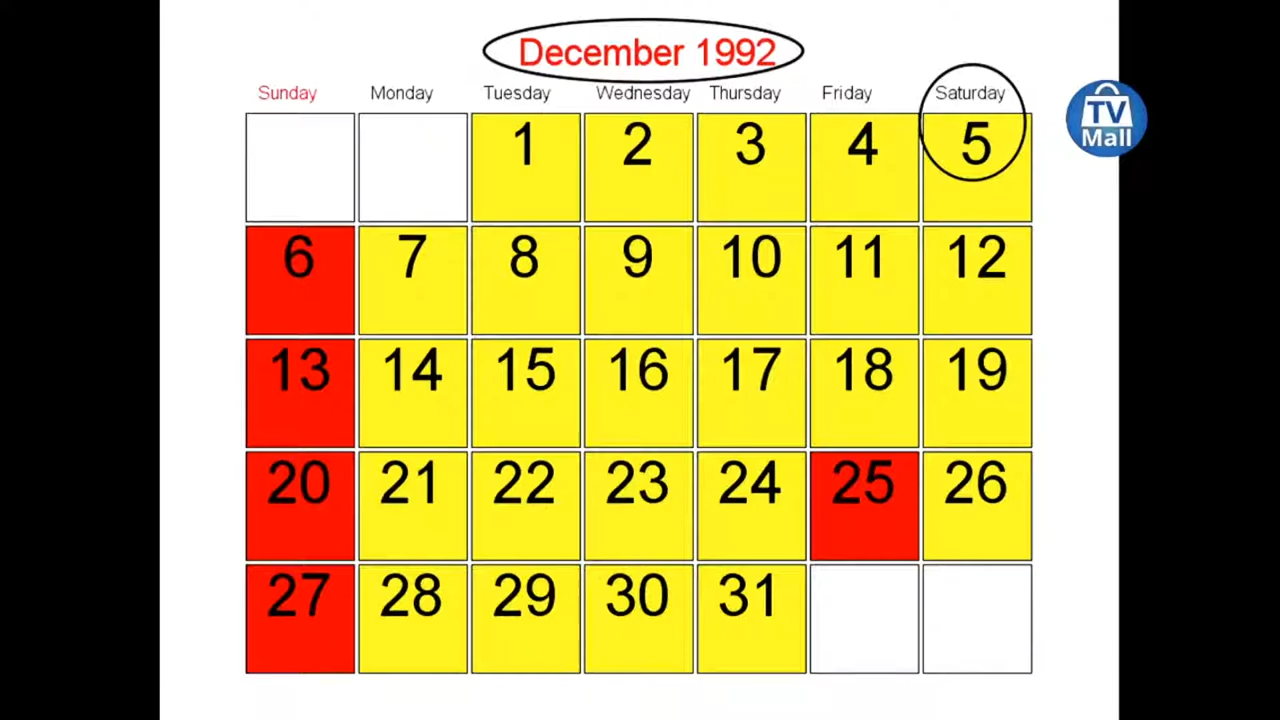 December 1992
Sunday Monday Tuesday Wednesday Thursday Friday Saturday
TV
Mall
1 2 3 4 5
6 7 8 9 10 11 12
13 14 15 16 17 18 19
20 21 22 23 24 25 26
27 28 29 30 31